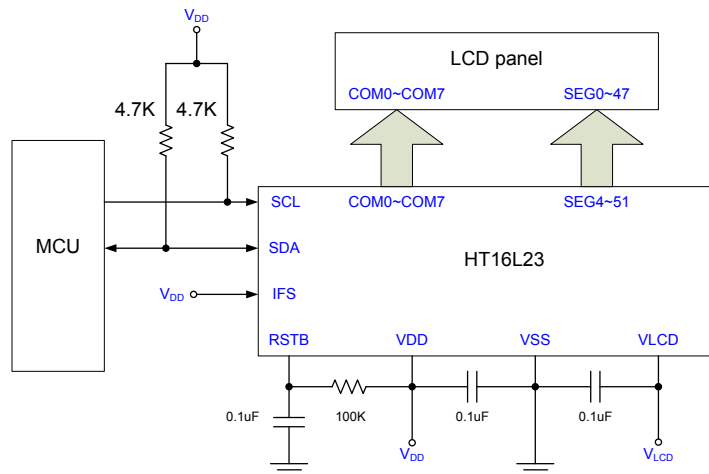 VDD
LCD panel
4.7K 4.7K
COM0~COM7 SEG0~47
SCL COM0~COM7 SEG4~51
MCU SDA HT16L23
VDD IFS
RSTB VDD VSS VLCD
0.1uF 100K 0.1uF 0.1uF
VDD VLCD